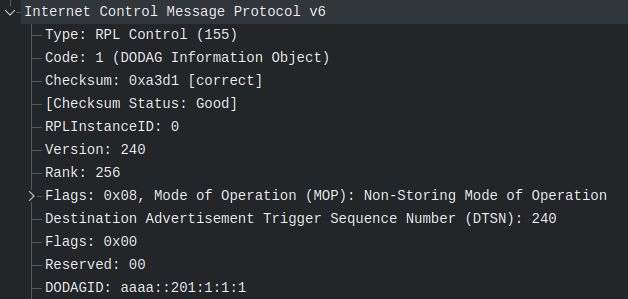 Internet Control Message Protocol v6
Type: RPL Control (155)
Code: 1 (DODAG Information Object)
Checksum: 0xa3d1 [correct]
[Checksum Status: Good]
RPLInstanceID: 0
Version: 240
Rank: 256
Flags: 0x08, Mode of Operation (MOP): Non-Storing Mode of Operation
Destination Advertisement Trigger Sequence Number (DTSN): 240
Flags: 0x00
Reserved: 00
DODAGID: aaaa::201:1:1:1